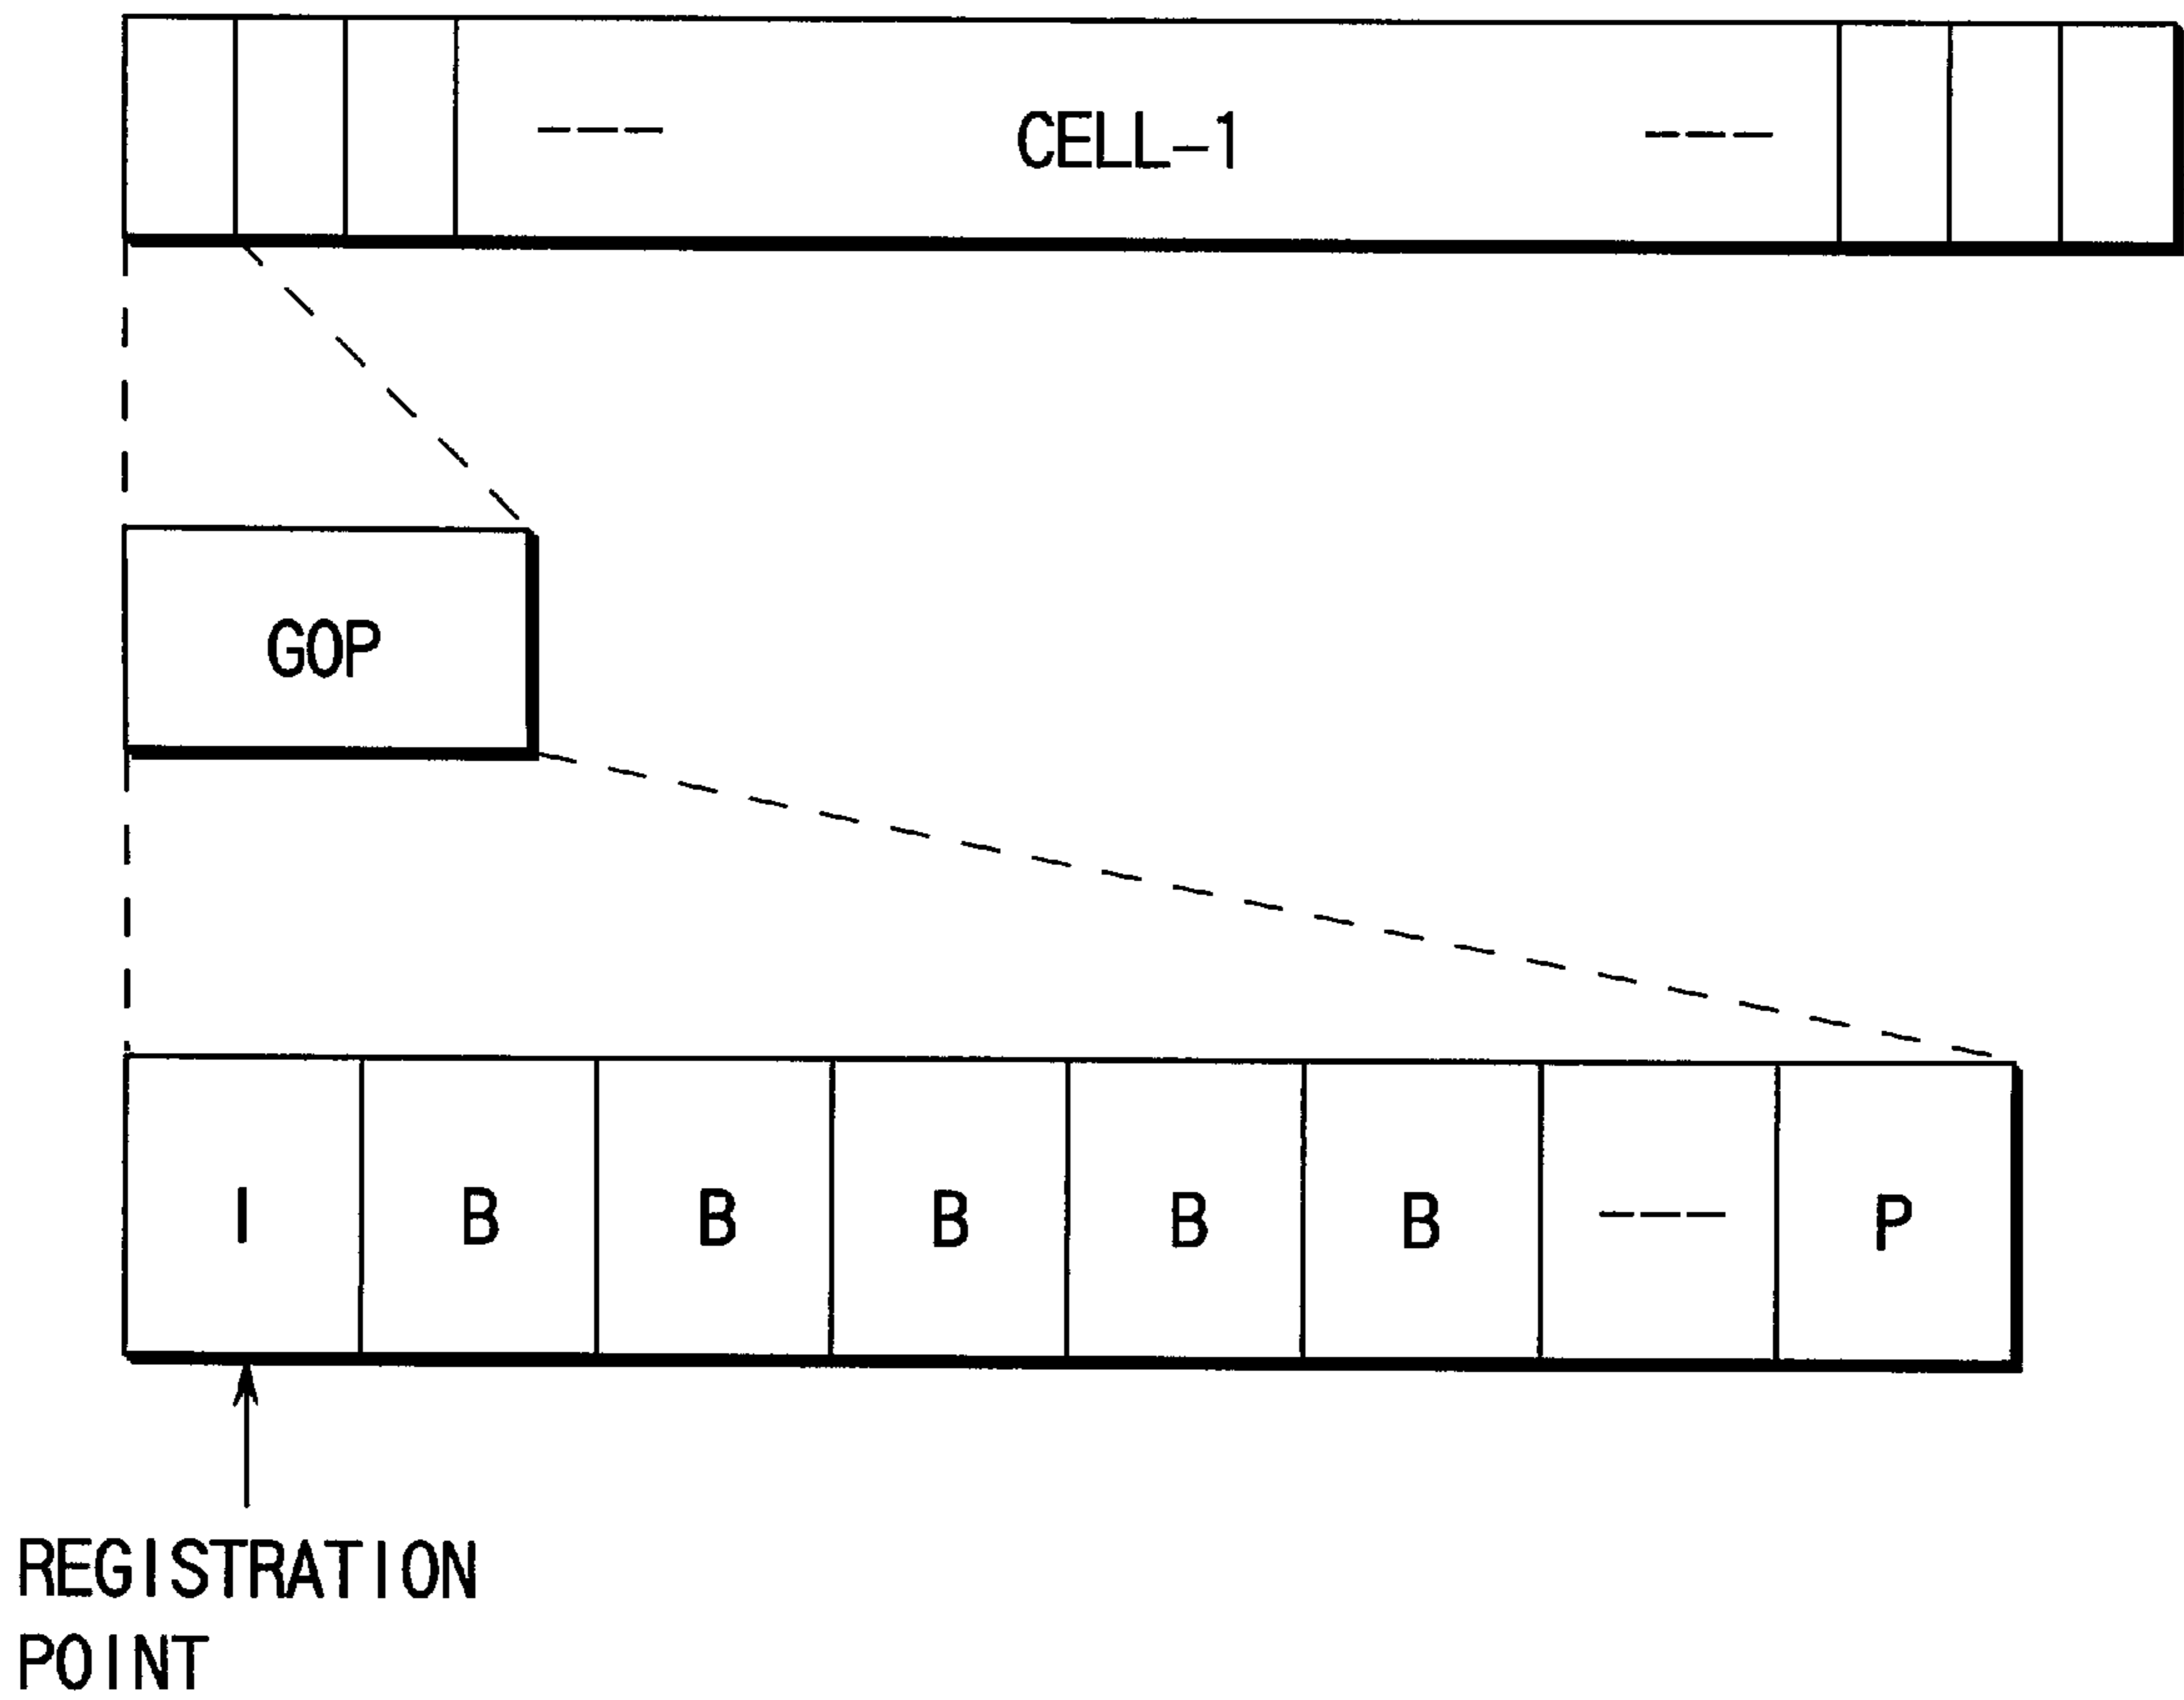 --- CELL-1 ---
GOP
I B B B B B --- P
REGISTRATION
POINT